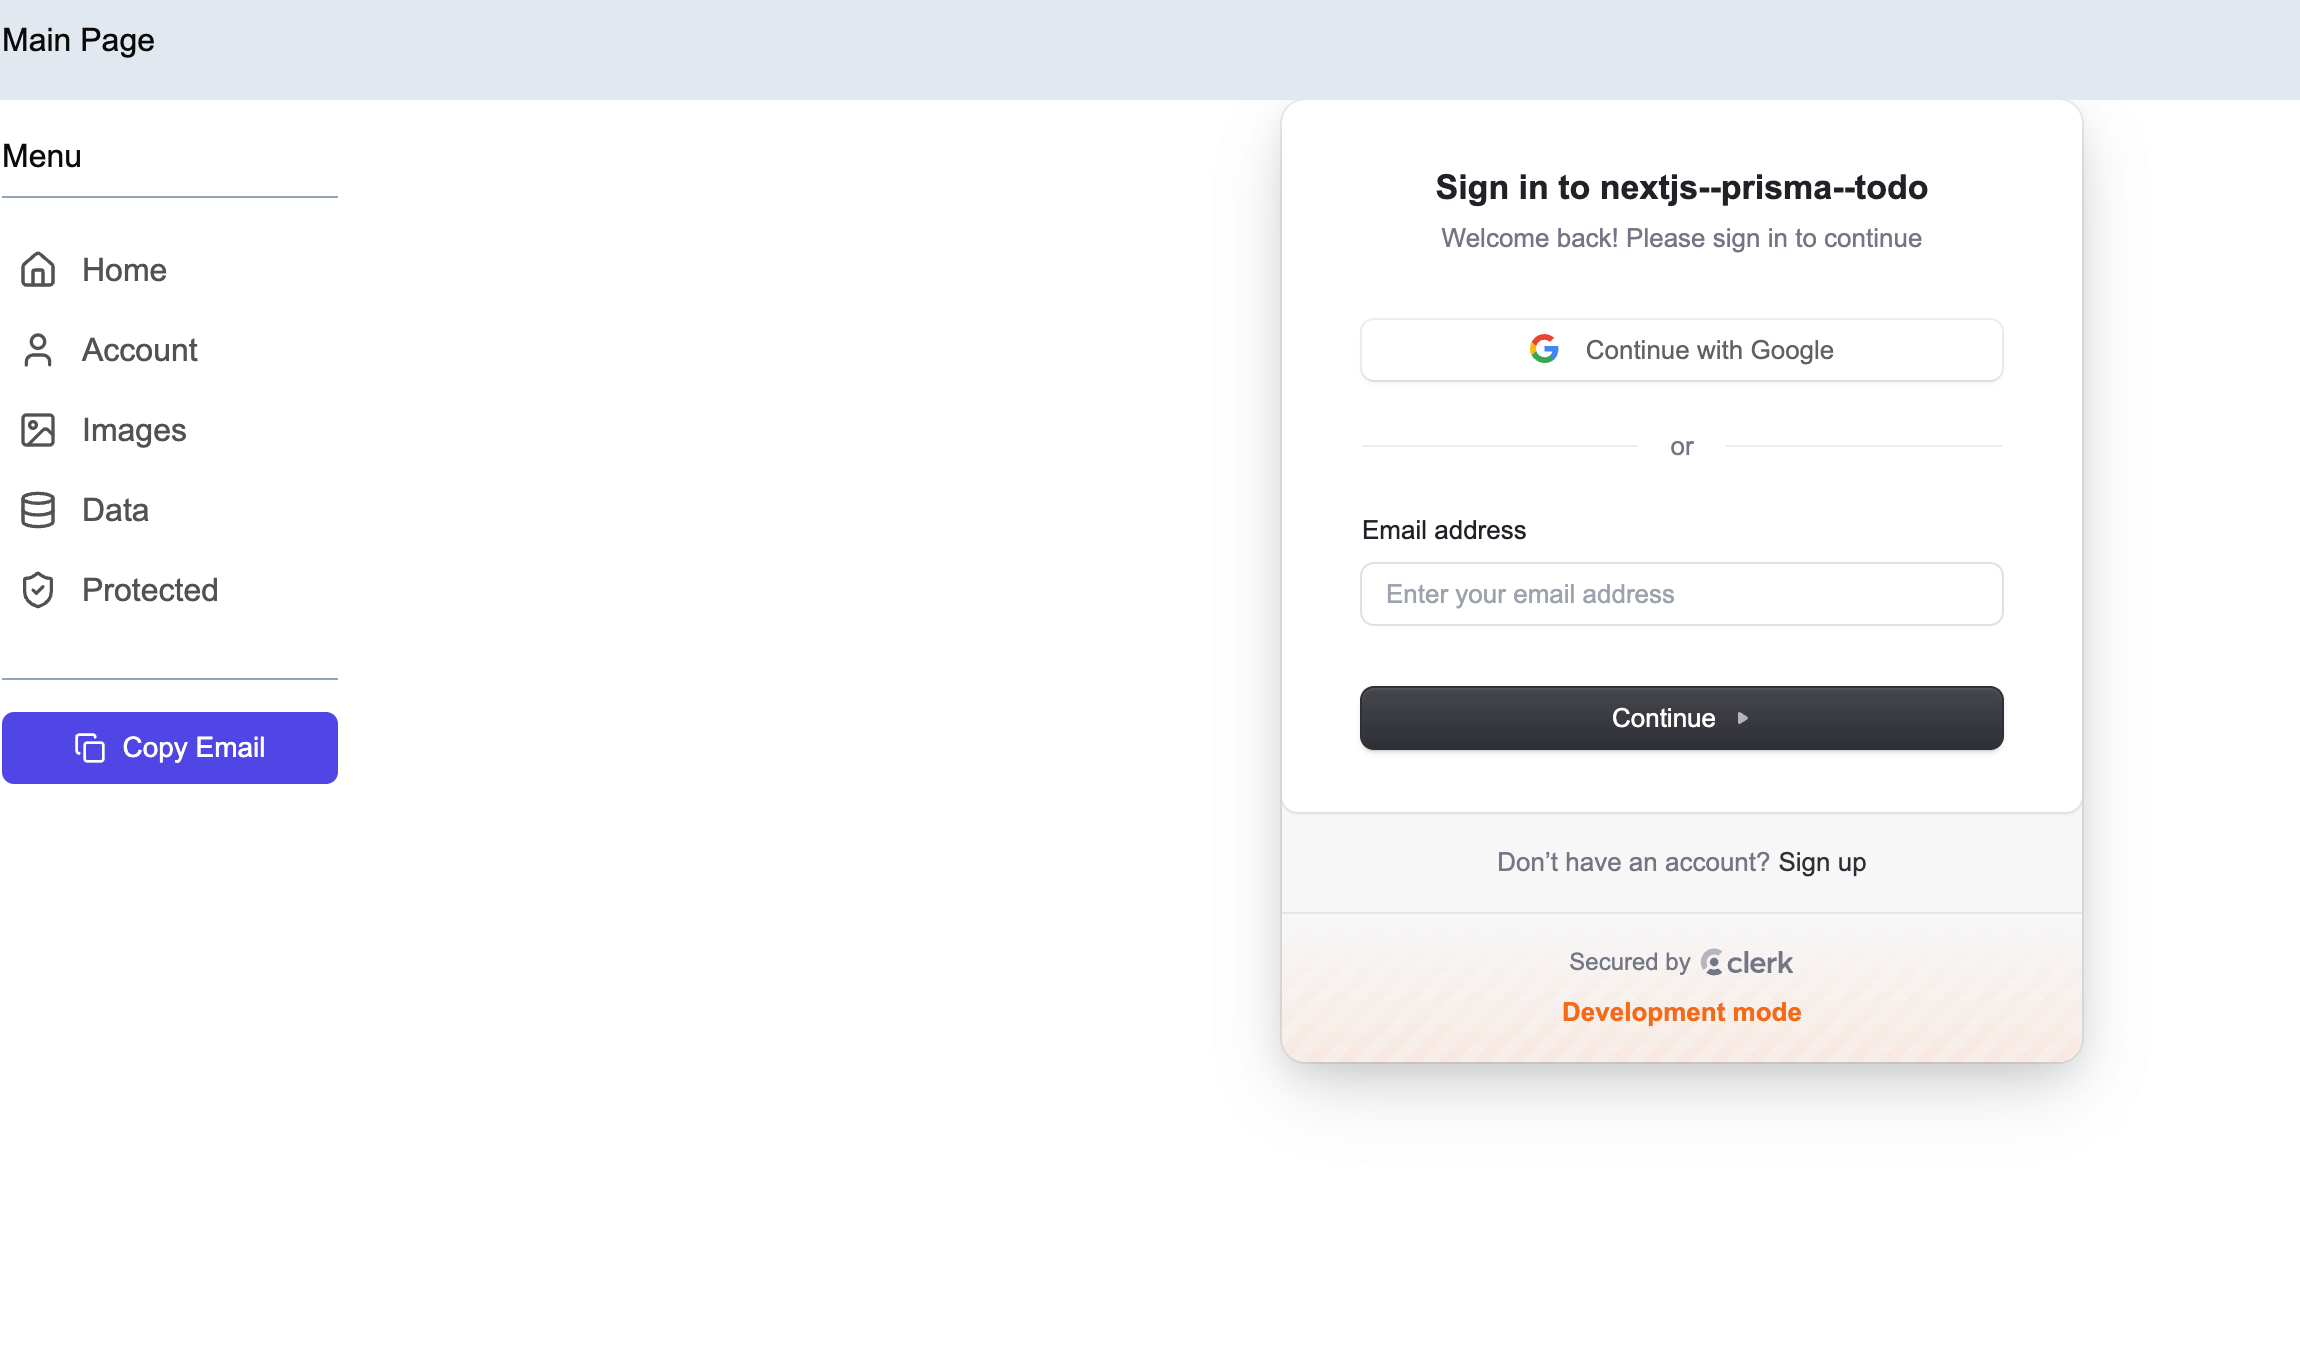 Main Page
Menu
Home
Account
Images
Data
Protected
Copy Email
Sign in to nextjs--prisma--todo
Welcome back! Please sign in to continue
Continue with Google
or
Email address
Enter your email address
Continue
Don’t have an account? Sign up
Secured by clerk
Development mode